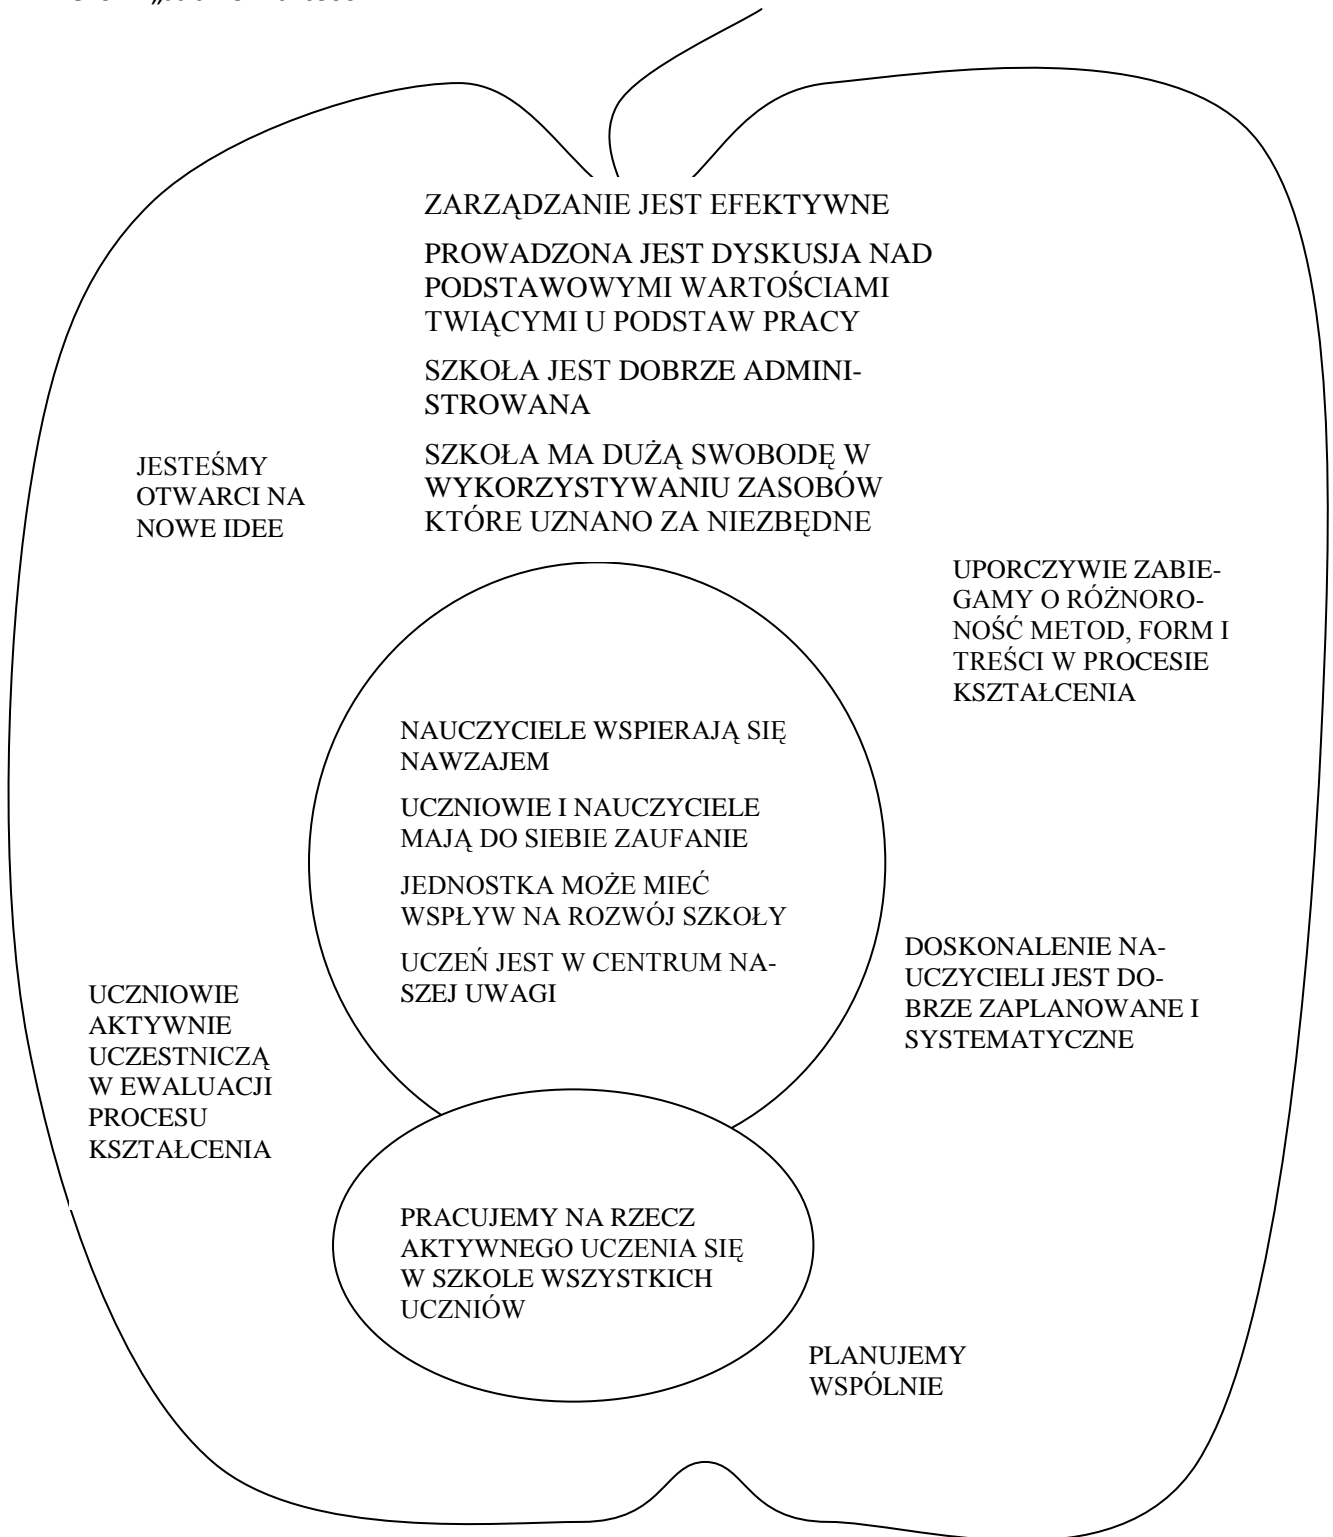 ZARZĄDZANIE JEST EFEKTYWNE
PROWADZONA JEST DYSKUSJA NAD
PODSTAWOWYMI WARTOŚCIAMI
TWIĄCYMI U PODSTAW PRACY
SZKOŁA JEST DOBRZE ADMINI-
STROWANA
SZKOŁA MA DUŻĄ SWOBODĘ W
WYKORZYSTYWANIU ZASOBÓW
KTÓRE UZNANO ZA NIEZBĘDNE
JESTEŚMY
OTWARCI NA
NOWE IDEE
UPORCZYWIE ZABIE-
GAMY O RÓŻNORO-
NOŚĆ METOD, FORM I
TREŚCI W PROCESIE
KSZTAŁCENIA
NAUCZYCIELE WSPIERAJĄ SIĘ
NAWZAJEM
UCZNIOWIE I NAUCZYCIELE
MAJĄ DO SIEBIE ZAUFANIE
JEDNOSTKA MOŻE MIEĆ
WSPŁYW NA ROZWÓJ SZKOŁY
UCZEŃ JEST W CENTRUM NA-
SZEJ UWAGI
DOSKONALENIE NA-
UCZYCIELI JEST DO-
BRZE ZAPLANOWANE I
SYSTEMATYCZNE
UCZNIOWIE
AKTYWNIE
UCZESTNICZĄ
W EWALUACJI
PROCESU
KSZTAŁCENIA
PRACUJEMY NA RZECZ
AKTYWNEGO UCZENIA SIĘ
W SZKOLE WSZYSTKICH
UCZNIÓW
PLANUJEMY
WSPÓLNIE